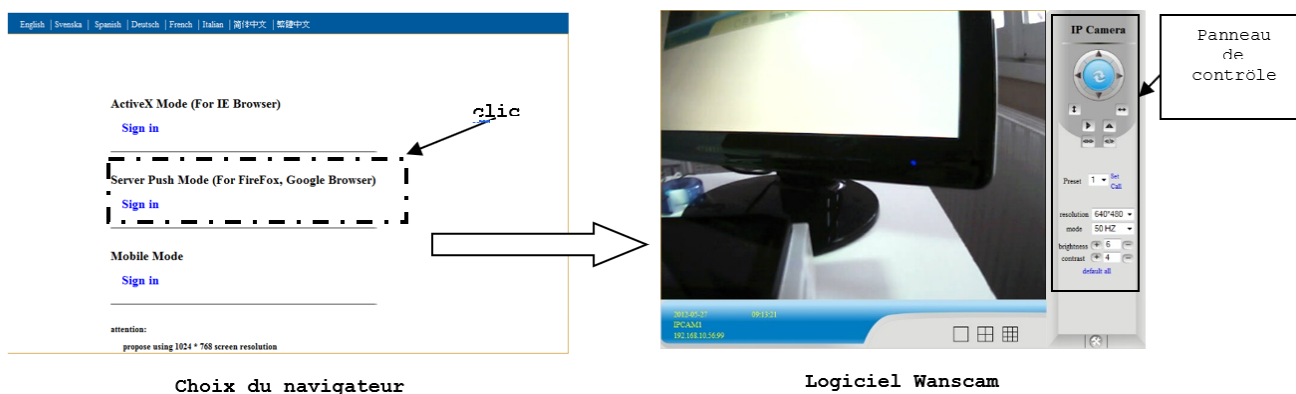 English | Svenska | Spanish | Deutsch | French | Italian | 简体中文 | 繁體中文
ActiveX Mode (For IE Browser)
Sign in
clic
Server Push Mode (For FireFox, Google Browser)
Sign in
Mobile Mode
Sign in
attention:
propose using 1024 * 768 screen resolution
Choix du navigateur
IP Camera
Preset 1 Set
Call
resolution 640*480
mode 50 HZ
brightness + 6 −
contrast + 4 −
default all
2012-05-27 09:13:21
IPCAM1
192.168.10.56:99
Logiciel Wanscam
Panneau
de
contröle